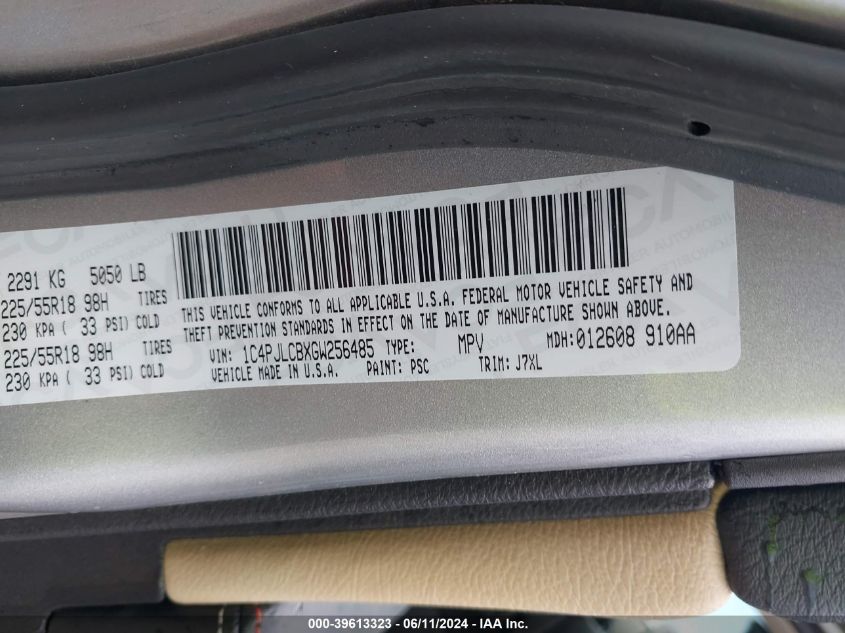 2291 KG 5050 LB
225/55R18 98H TIRES
230 KPA ( 33 PSI) COLD
225/55R18 98H TIRES
230 KPA ( 33 PSI) COLD
THIS VEHICLE CONFORMS TO ALL APPLICABLE U.S.A. FEDERAL MOTOR VEHICLE SAFETY AND
THEFT PREVENTION STANDARDS IN EFFECT ON THE DATE OF MANUFACTURE SHOWN ABOVE.
VIN: 1C4PJLCBXGW256485 TYPE: MPV MDH:012608 910AA
VEHICLE MADE IN U.S.A. PAINT: PSC TRIM: J7XL
000-39613323 - 06/11/2024 - IAA Inc.